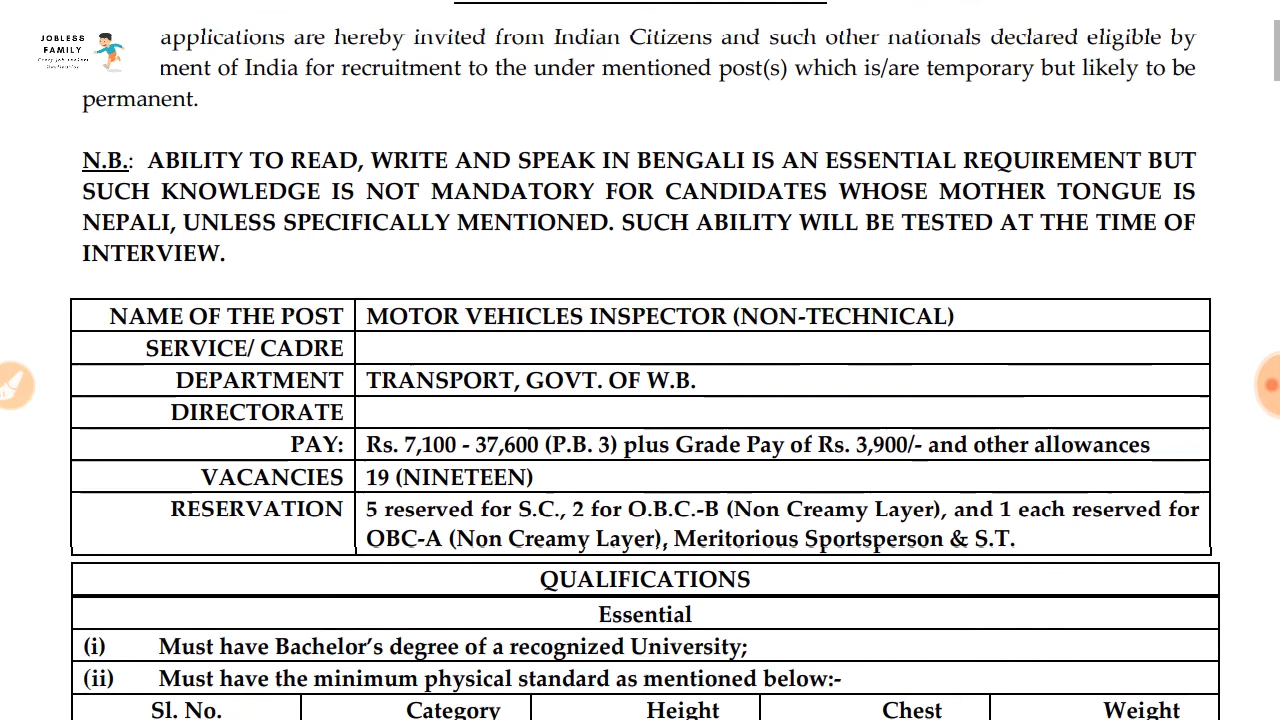 JOBLESS
FAMILY
applications are hereby invited from Indian Citizens and such other nationals declared eligible by
ment of India for recruitment to the under mentioned post(s) which is/are temporary but likely to be
permanent.
N.B.: ABILITY TO READ, WRITE AND SPEAK IN BENGALI IS AN ESSENTIAL REQUIREMENT BUT
SUCH KNOWLEDGE IS NOT MANDATORY FOR CANDIDATES WHOSE MOTHER TONGUE IS
NEPALI, UNLESS SPECIFICALLY MENTIONED. SUCH ABILITY WILL BE TESTED AT THE TIME OF
INTERVIEW.
NAME OF THE POST MOTOR VEHICLES INSPECTOR (NON-TECHNICAL)
SERVICE/ CADRE
DEPARTMENT TRANSPORT, GOVT. OF W.B.
DIRECTORATE
PAY: Rs. 7,100 - 37,600 (P.B. 3) plus Grade Pay of Rs. 3,900/- and other allowances
VACANCIES 19 (NINETEEN)
RESERVATION 5 reserved for S.C., 2 for O.B.C.-B (Non Creamy Layer), and 1 each reserved for
OBC-A (Non Creamy Layer), Meritorious Sportsperson & S.T.
QUALIFICATIONS
Essential
(i) Must have Bachelor’s degree of a recognized University;
(ii) Must have the minimum physical standard as mentioned below:-
Sl. No. Category Height Chest Weight